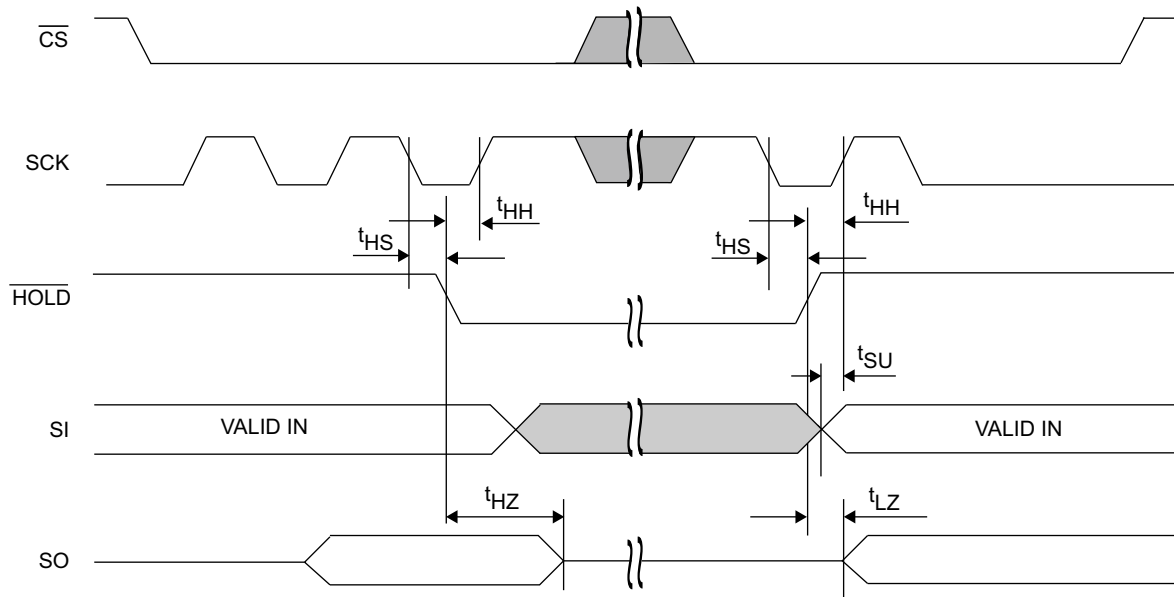 CS
SCK
tHH
tHH
tHS
tHS
HOLD
tSU
SI
VALID IN
VALID IN
tHZ
tLZ
SO